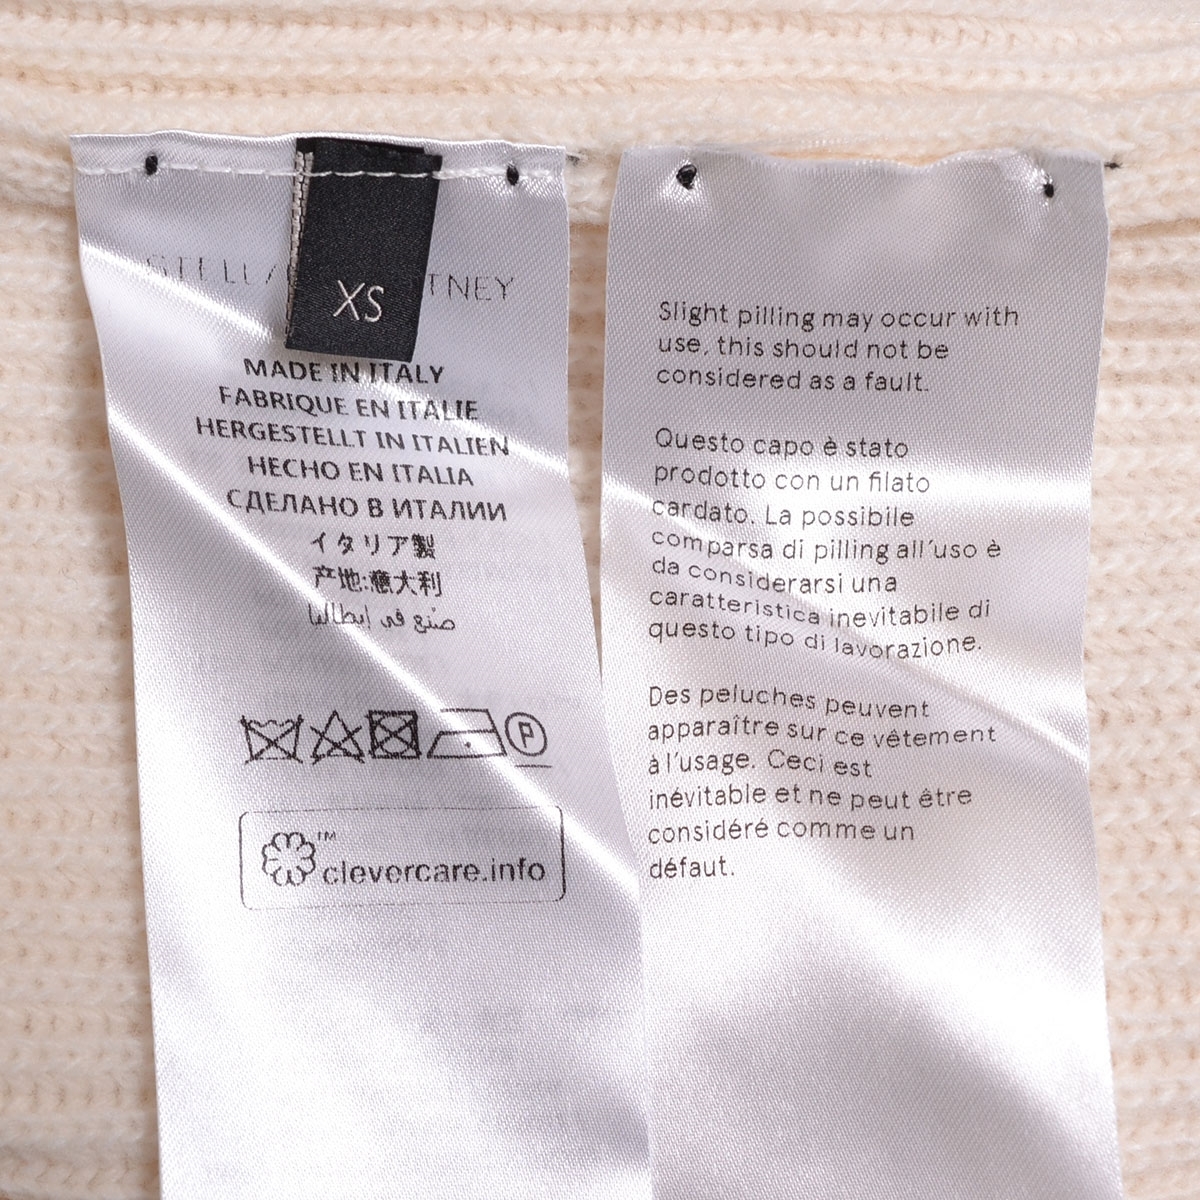 XS
MADE IN ITALY
FABRIQUE EN ITALIE
HERGESTELLT IN ITALIEN
HECHO EN ITALIA
СДЕЛАНО В ИТАЛИИ
イタリア製
产地:意大利
صنع في إيطاليا
P
™
clevercare.info
Slight pilling may occur with
use, this should not be
considered as a fault.
Questo capo è stato
prodotto con un filato
cardato. La possibile
comparsa di pilling all'uso è
da considerarsi una
caratteristica inevitabile di
questo tipo di lavorazione.
Des peluches peuvent
apparaître sur ce vêtement
à l'usage. Ceci est
inévitable et ne peut être
considéré comme un
défaut.